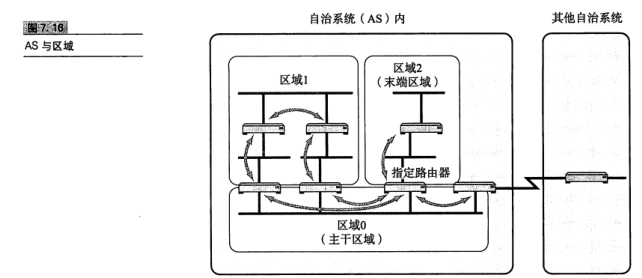 图7.16
AS 与区域
自治系统（AS）内
其他自治系统
区域1
区域2
（末端区域）
指定路由器
区域0
（主干区域）